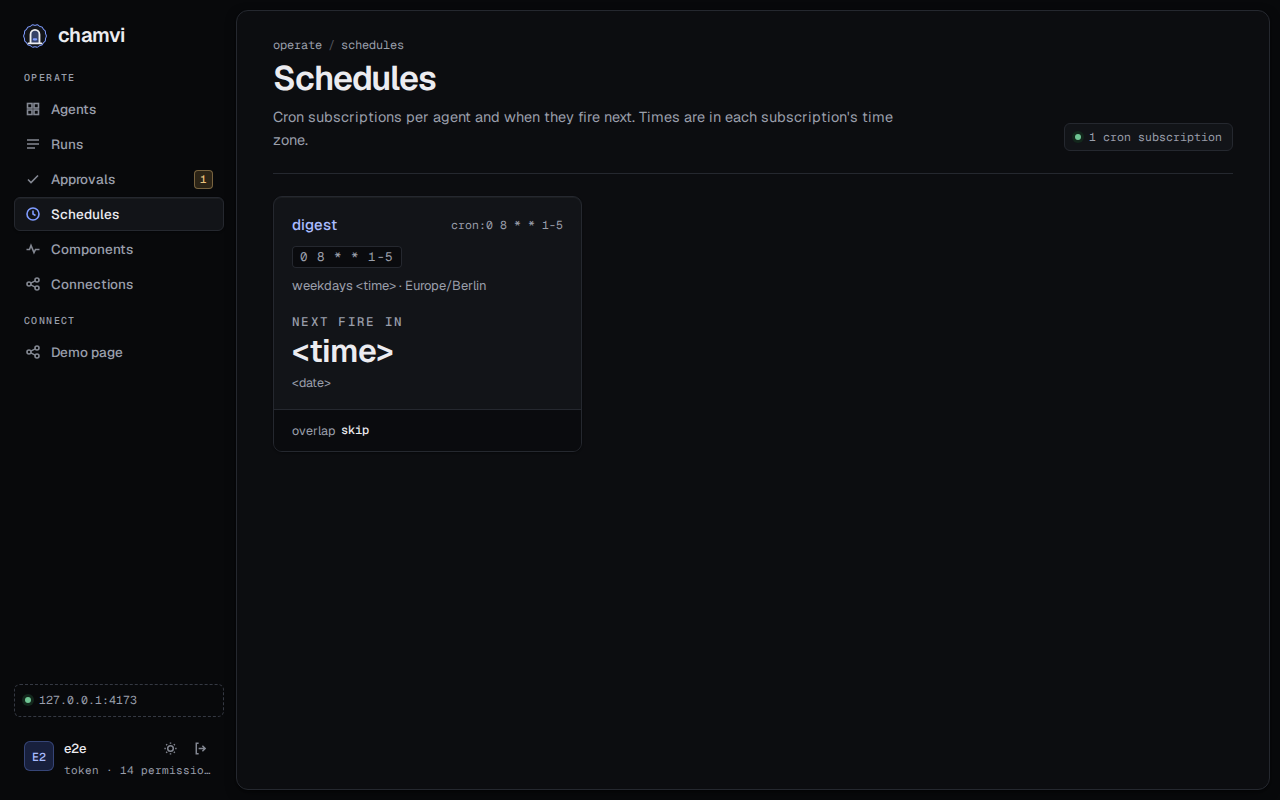 chamvi
OPERATE
Agents
Runs
Approvals 1
Schedules
Components
Connections
CONNECT
Demo page
127.0.0.1:4173
E2
e2e
token · 14 permissio…
operate / schedules
Schedules
Cron subscriptions per agent and when they fire next. Times are in each subscription's time
zone.
1 cron subscription
digest cron:0 8 * * 1-5
0 8 * * 1-5
weekdays <time> · Europe/Berlin
NEXT FIRE IN
<time>
<date>
overlap skip